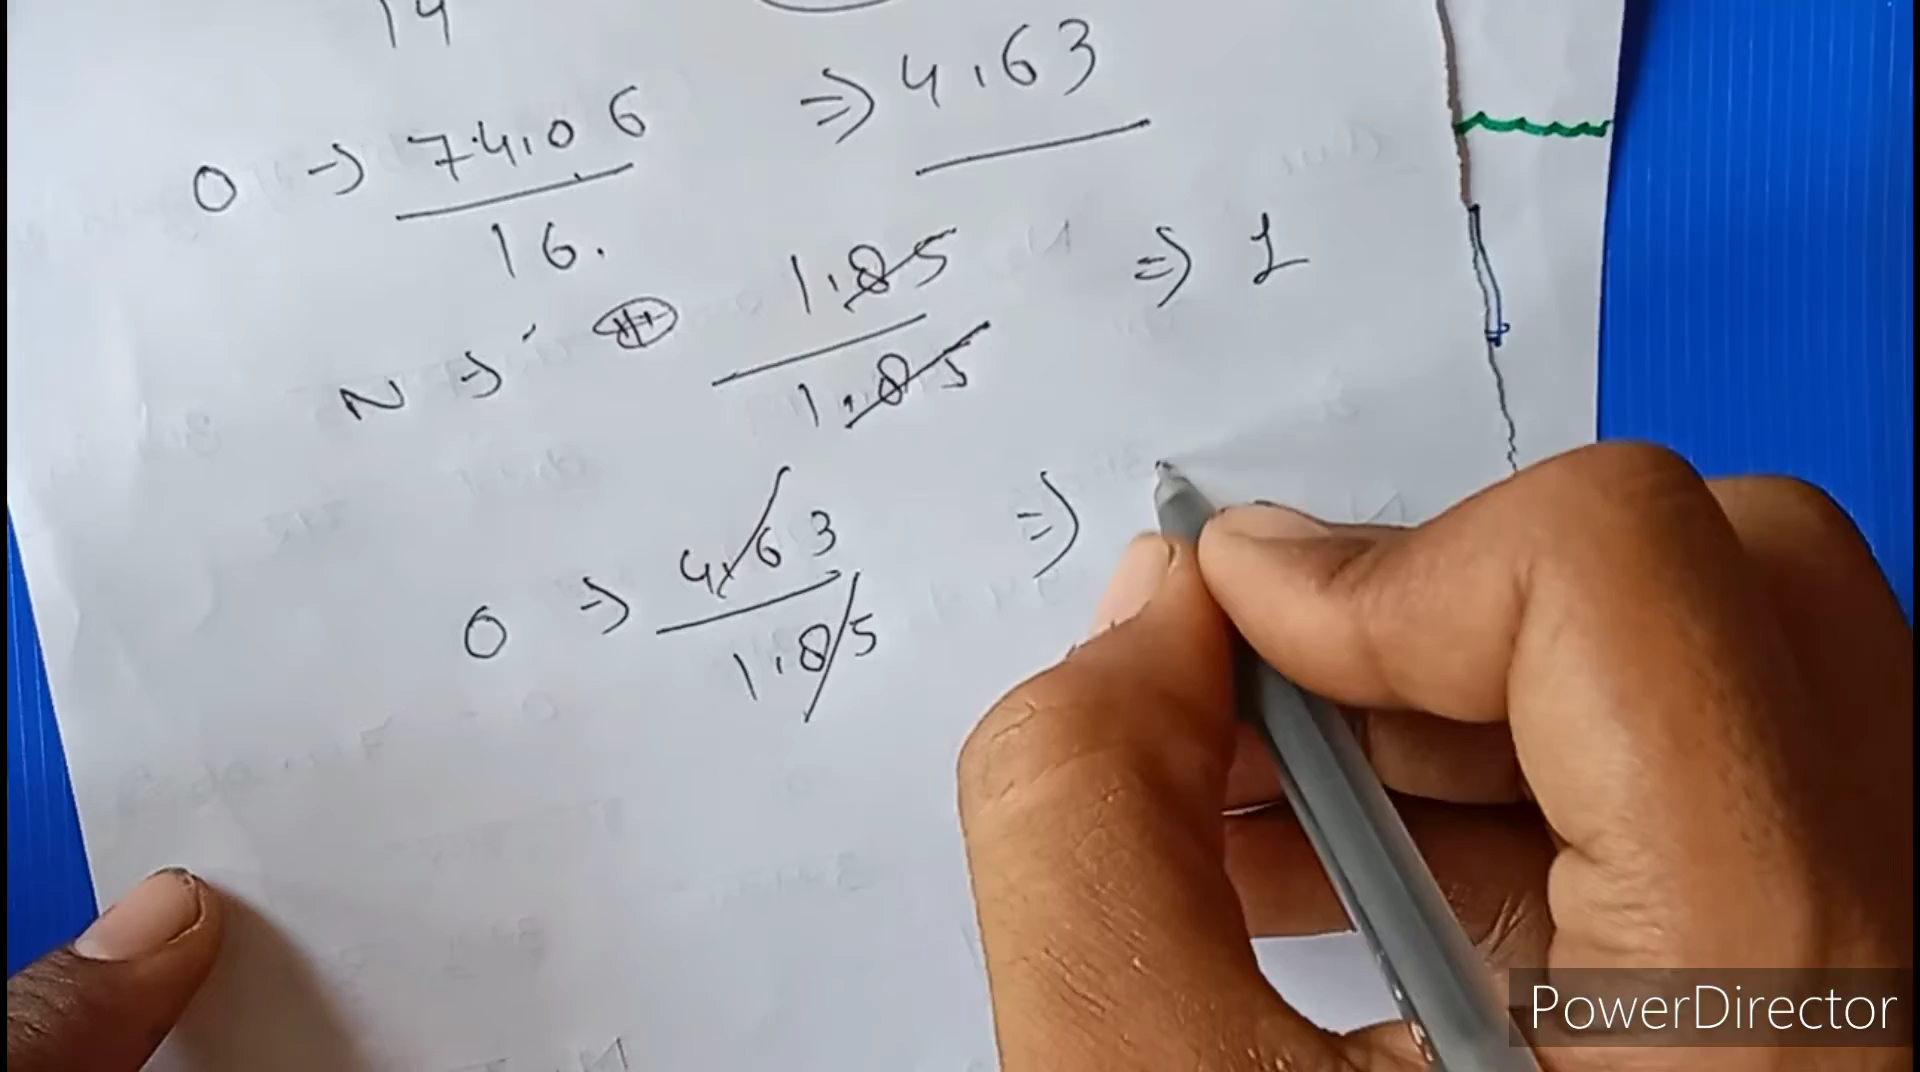 14
O → 74.06 / 16. ⇒ 4.63
N → 1.85 / 1.85 ⇒ 1
O → 4.63 / 1.85 ⇒
PowerDirector